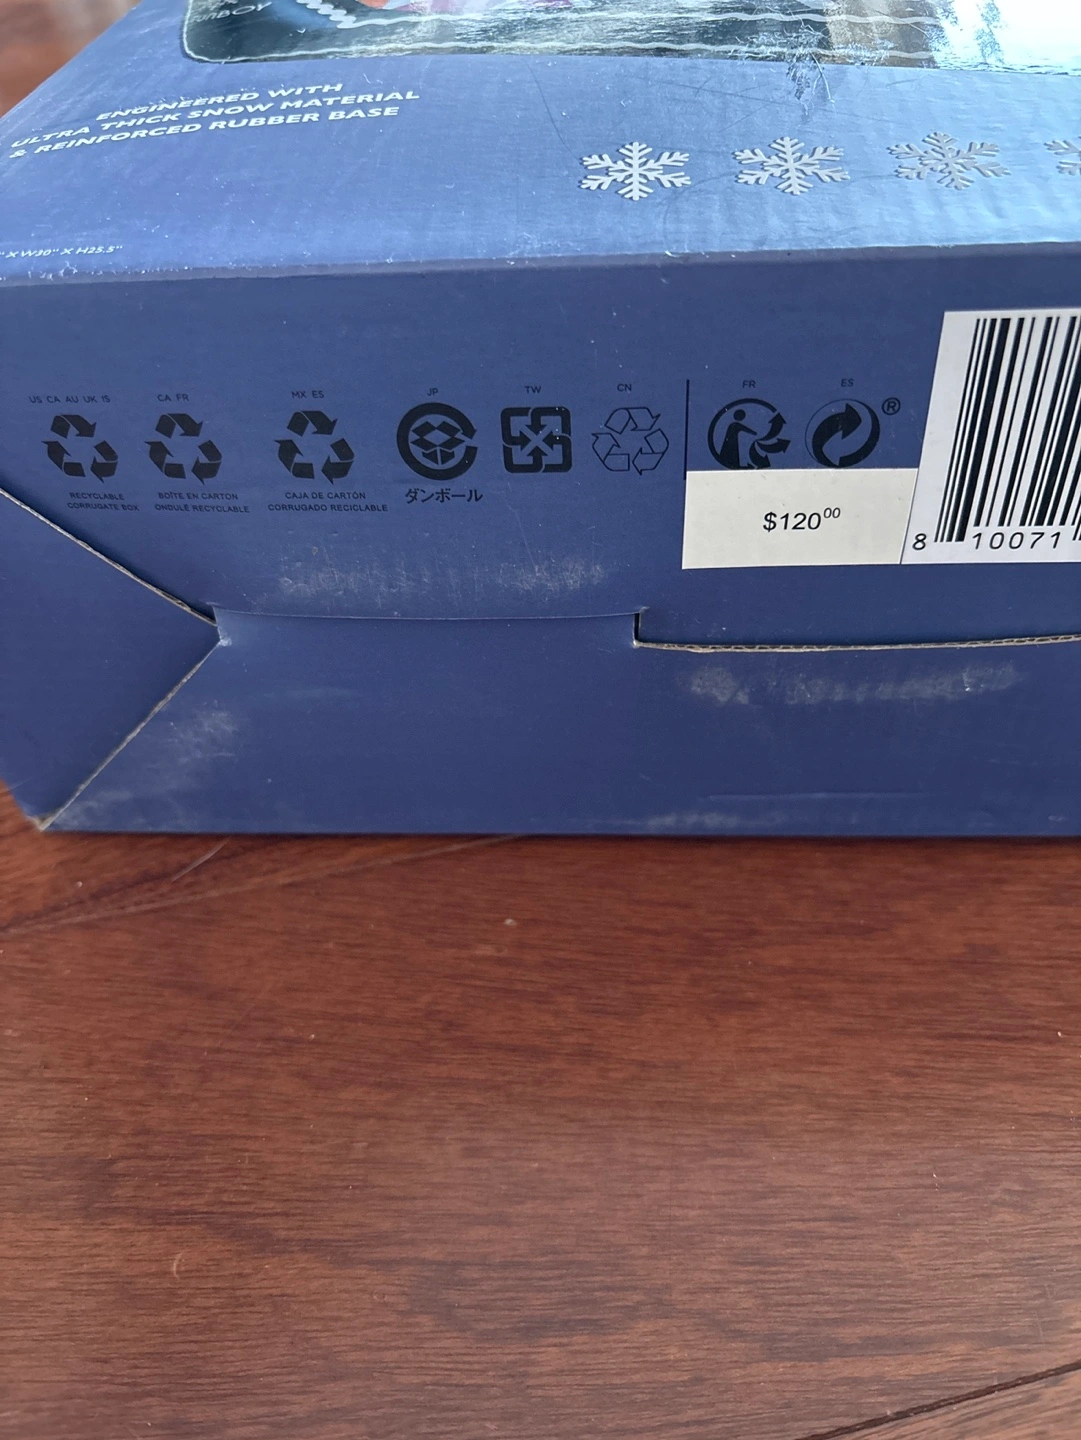 FUNBOY
ENGINEERED WITH
ULTRA THICK SNOW MATERIAL
& REINFORCED RUBBER BASE
" X W30" X H25.5"
US CA AU UK IS
CA FR
MX ES
JP
TW
CN
FR
ES
®
RECYCLABLE
CORRUGATE BOX
BOÎTE EN CARTON
ONDULÉ RECYCLABLE
CAJA DE CARTÓN
CORRUGADO RECICLABLE
ダンボール
$120⁰⁰
8 10071